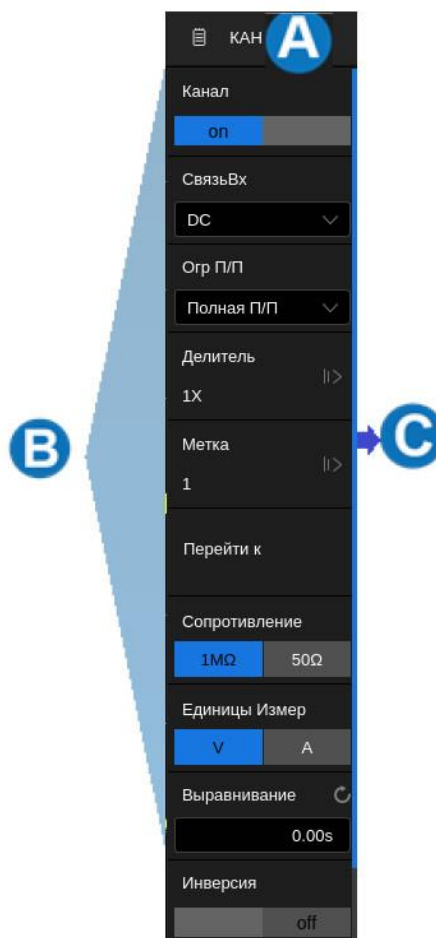 КАН
A
Канал
on
СвязьВх
DC
Огр П/П
Полная П/П
Делитель
1X
Метка
1
B
C
Перейти к
Сопротивление
1MΩ 50Ω
Единицы Измер
V A
Выравнивание
0.00s
Инверсия
off